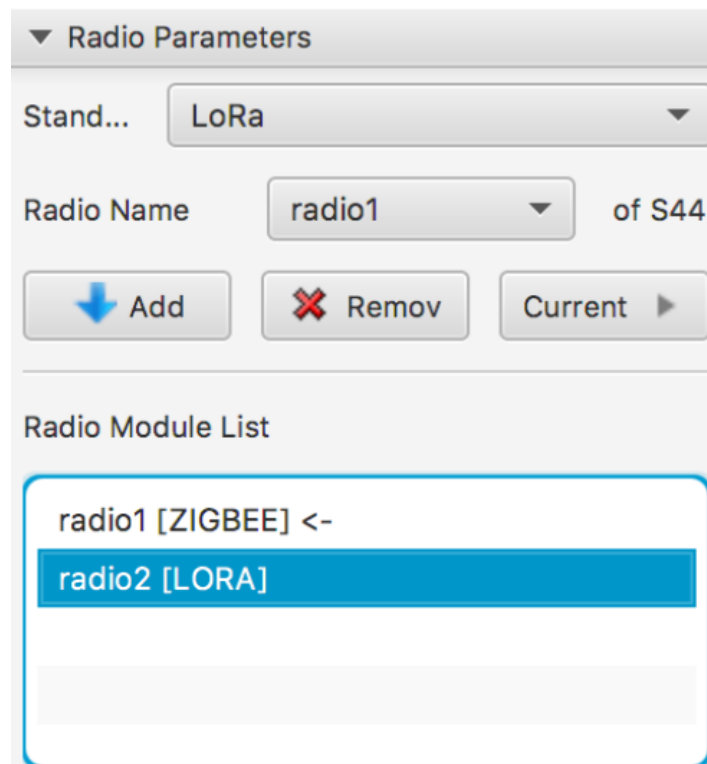 Radio Parameters
Stand... LoRa
Radio Name radio1 of S44
Add Remov Current
Radio Module List
radio1 [ZIGBEE] <-
radio2 [LORA]